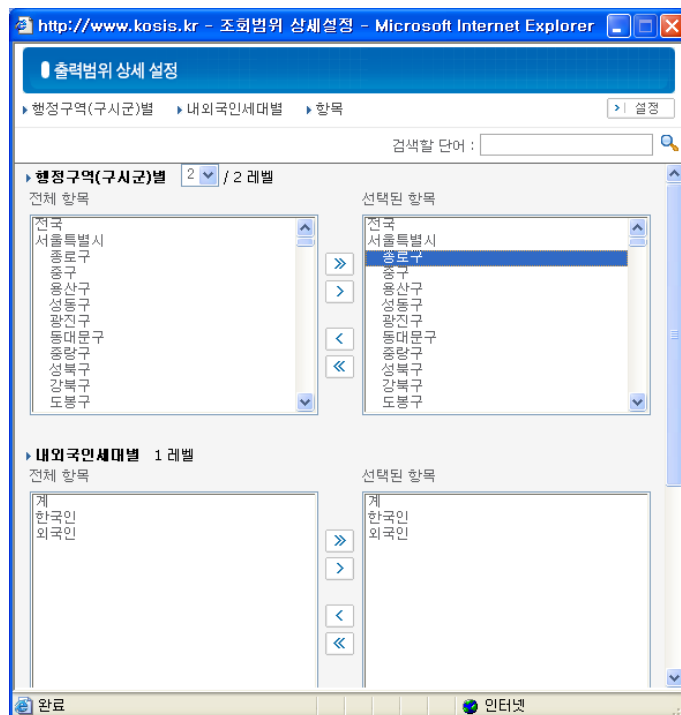 http://www.kosis.kr - 조회범위 상세설정 - Microsoft Internet Explorer
출력범위 상세 설정
행정구역(구시군)별 내외국인세대별 항목 설정
검색할 단어 :
행정구역(구시군)별 2 / 2 레벨
전체 항목 선택된 항목
전국 전국
서울특별시 서울특별시
종로구 종로구
중구 중구
용산구 용산구
성동구 성동구
광진구 광진구
동대문구 동대문구
중랑구 중랑구
성북구 성북구
강북구 강북구
도봉구 도봉구
내외국인세대별 1 레벨
전체 항목 선택된 항목
계 계
한국인 한국인
외국인 외국인
완료 인터넷